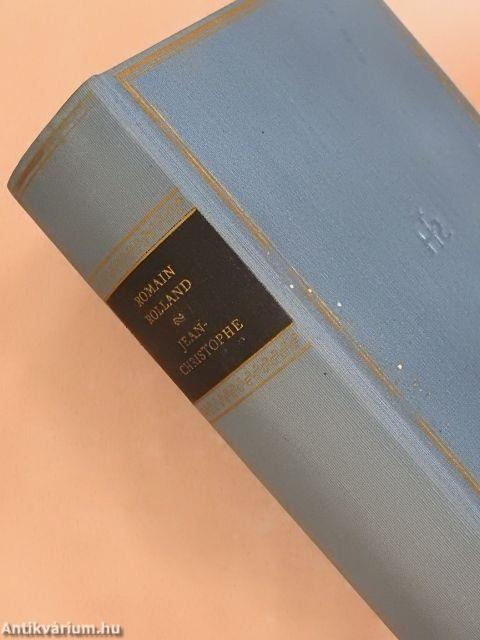 ROMAIN
ROLLAND
JEAN-
CHRISTOPHE
Antikvárium.hu